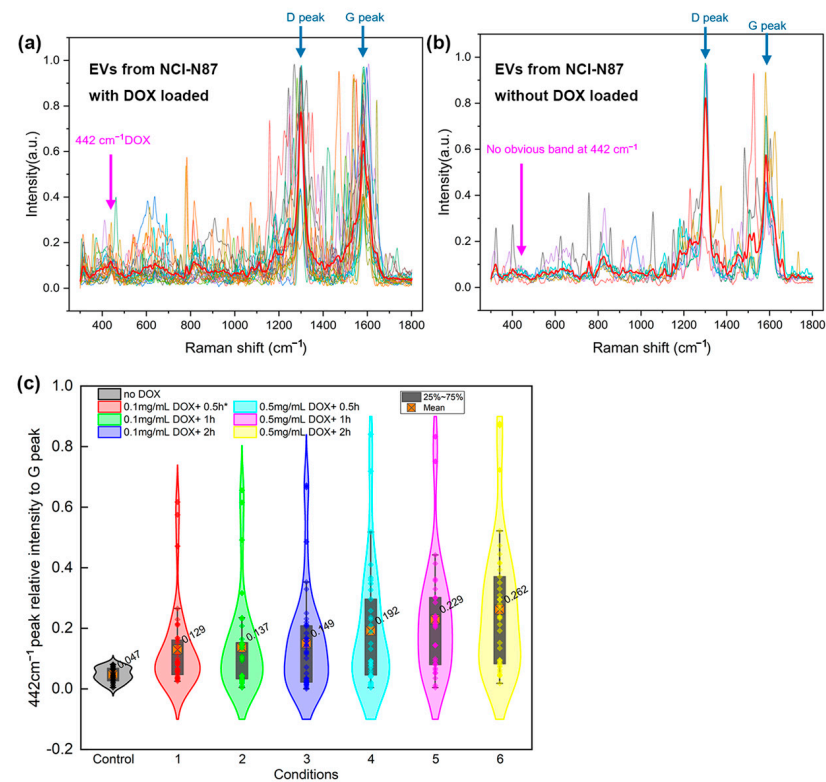 D peak
G peak
(a)
EVs from NCI-N87
with DOX loaded
442 cm⁻¹DOX
Intensity(a.u.)
1.0
0.8
0.6
0.4
0.2
0.0
400 600 800 1000 1200 1400 1600 1800
Raman shift (cm⁻¹)
D peak
G peak
(b)
EVs from NCI-N87
without DOX loaded
No obvious band at 442 cm⁻¹
Intensity(a.u.)
1.0
0.8
0.6
0.4
0.2
0.0
400 600 800 1000 1200 1400 1600 1800
Raman shift (cm⁻¹)
(c)
442cm⁻¹ peak relative intensity to G peak
1.0
0.8
0.6
0.4
0.2
0.0
-0.2
no DOX
0.1mg/mL DOX+ 0.5h*
0.1mg/mL DOX+ 1h
0.1mg/mL DOX+ 2h
0.5mg/mL DOX+ 0.5h
0.5mg/mL DOX+ 1h
0.5mg/mL DOX+ 2h
25%~75%
Mean
0.047
0.129
0.137
0.149
0.192
0.229
0.262
Control 1 2 3 4 5 6
Conditions